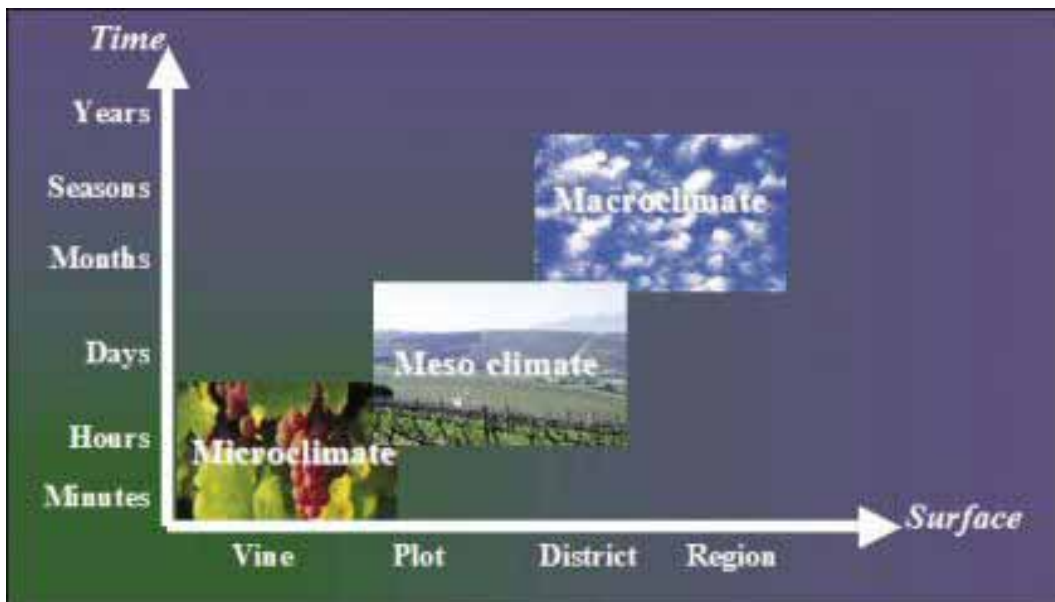 Time
Years
Seasons
Macroclimate
Months
Days
Meso climate
Hours
Microclimate
Minutes
Surface
Vine Plot District Region